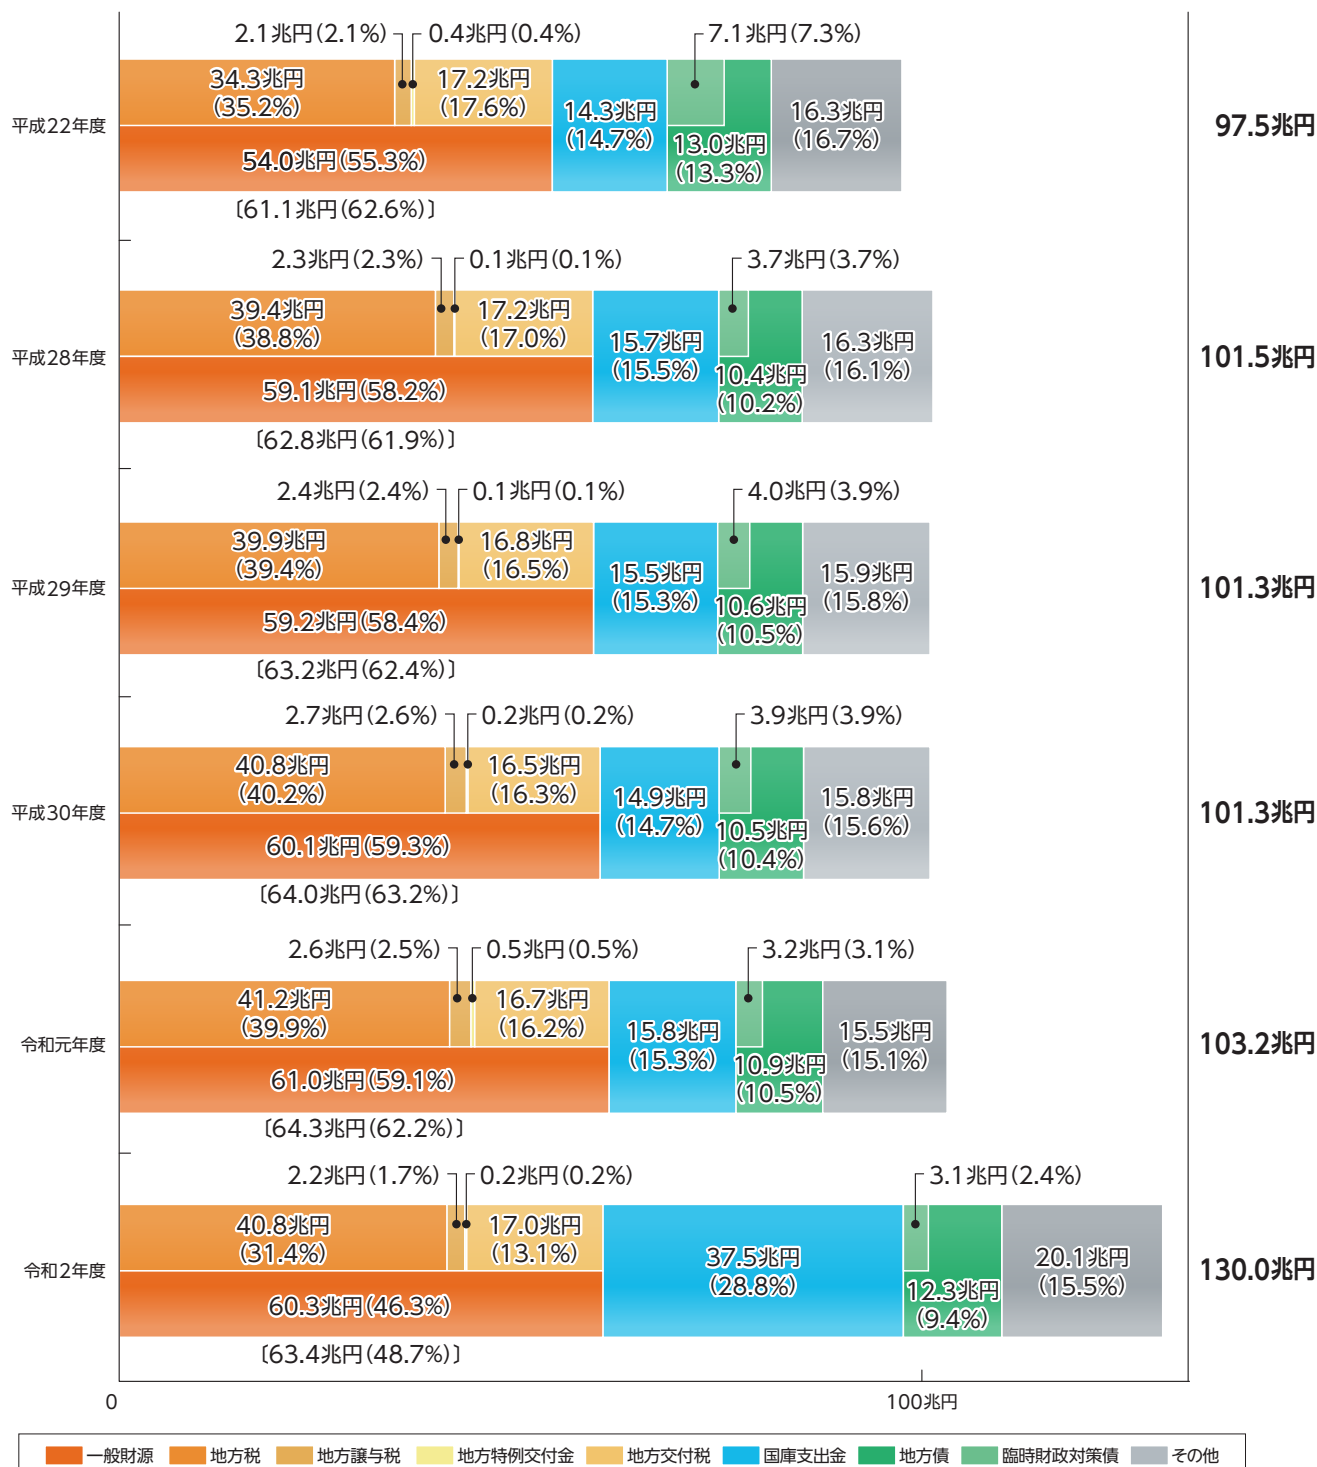 2.1兆円(2.1%) 0.4兆円(0.4%) 7.1兆円(7.3%)
平成22年度
34.3兆円
(35.2%)
17.2兆円
(17.6%)
54.0兆円(55.3%)
14.3兆円
(14.7%)
13.0兆円
(13.3%)
16.3兆円
(16.7%)
97.5兆円
〔61.1兆円(62.6%)〕
2.3兆円(2.3%) 0.1兆円(0.1%) 3.7兆円(3.7%)
平成28年度
39.4兆円
(38.8%)
17.2兆円
(17.0%)
59.1兆円(58.2%)
15.7兆円
(15.5%)
10.4兆円
(10.2%)
16.3兆円
(16.1%)
101.5兆円
〔62.8兆円(61.9%)〕
2.4兆円(2.4%) 0.1兆円(0.1%) 4.0兆円(3.9%)
平成29年度
39.9兆円
(39.4%)
16.8兆円
(16.5%)
59.2兆円(58.4%)
15.5兆円
(15.3%)
10.6兆円
(10.5%)
15.9兆円
(15.8%)
101.3兆円
〔63.2兆円(62.4%)〕
2.7兆円(2.6%) 0.2兆円(0.2%) 3.9兆円(3.9%)
平成30年度
40.8兆円
(40.2%)
16.5兆円
(16.3%)
60.1兆円(59.3%)
14.9兆円
(14.7%)
10.5兆円
(10.4%)
15.8兆円
(15.6%)
101.3兆円
〔64.0兆円(63.2%)〕
2.6兆円(2.5%) 0.5兆円(0.5%) 3.2兆円(3.1%)
令和元年度
41.2兆円
(39.9%)
16.7兆円
(16.2%)
61.0兆円(59.1%)
15.8兆円
(15.3%)
10.9兆円
(10.5%)
15.5兆円
(15.1%)
103.2兆円
〔64.3兆円(62.2%)〕
2.2兆円(1.7%) 0.2兆円(0.2%) 3.1兆円(2.4%)
令和2年度
40.8兆円
(31.4%)
17.0兆円
(13.1%)
60.3兆円(46.3%)
37.5兆円
(28.8%)
12.3兆円
(9.4%)
20.1兆円
(15.5%)
130.0兆円
〔63.4兆円(48.7%)〕
0 100兆円
一般財源 地方税 地方譲与税 地方特例交付金 地方交付税 国庫支出金 地方債 臨時財政対策債 その他